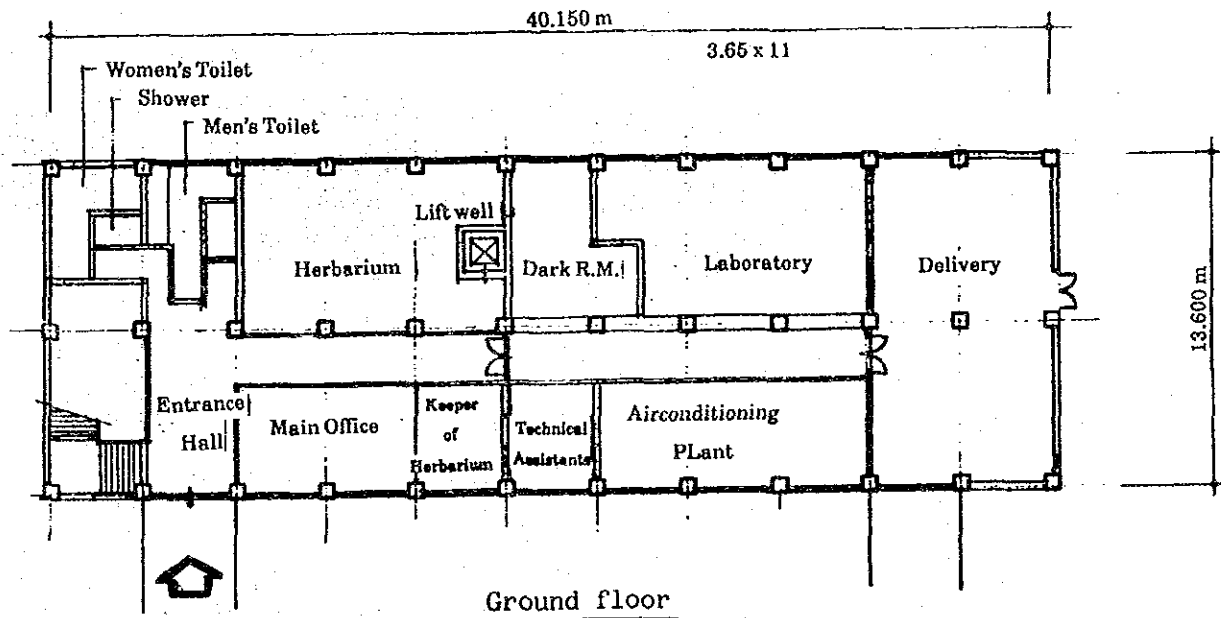 40.150 m
3.65 x 11
Women's Toilet
Shower
Men's Toilet
Lift well
Herbarium
Dark R.M.
Laboratory
Delivery
13.600 m
Entrance
Hall
Main Office
Keeper
of
Herbarium
Technical
Assistants
Airconditioning
PLant
Ground floor